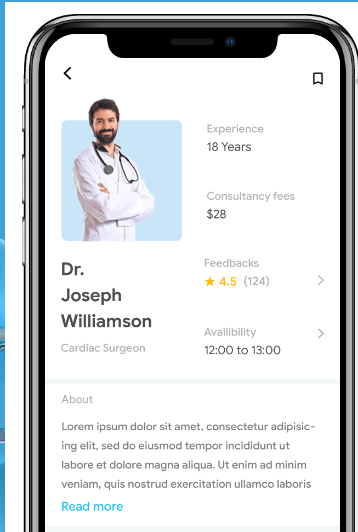 Experience
18 Years
Consultancy fees
$28
Dr.
Joseph
Williamson
Cardiac Surgeon
Feedbacks
4.5 (124)
Availibility
12:00 to 13:00
About
Lorem ipsum dolor sit amet, consectetur adipisic-
ing elit, sed do eiusmod tempor incididunt ut
labore et dolore magna aliqua. Ut enim ad minim
veniam, quis nostrud exercitation ullamco laboris
Read more